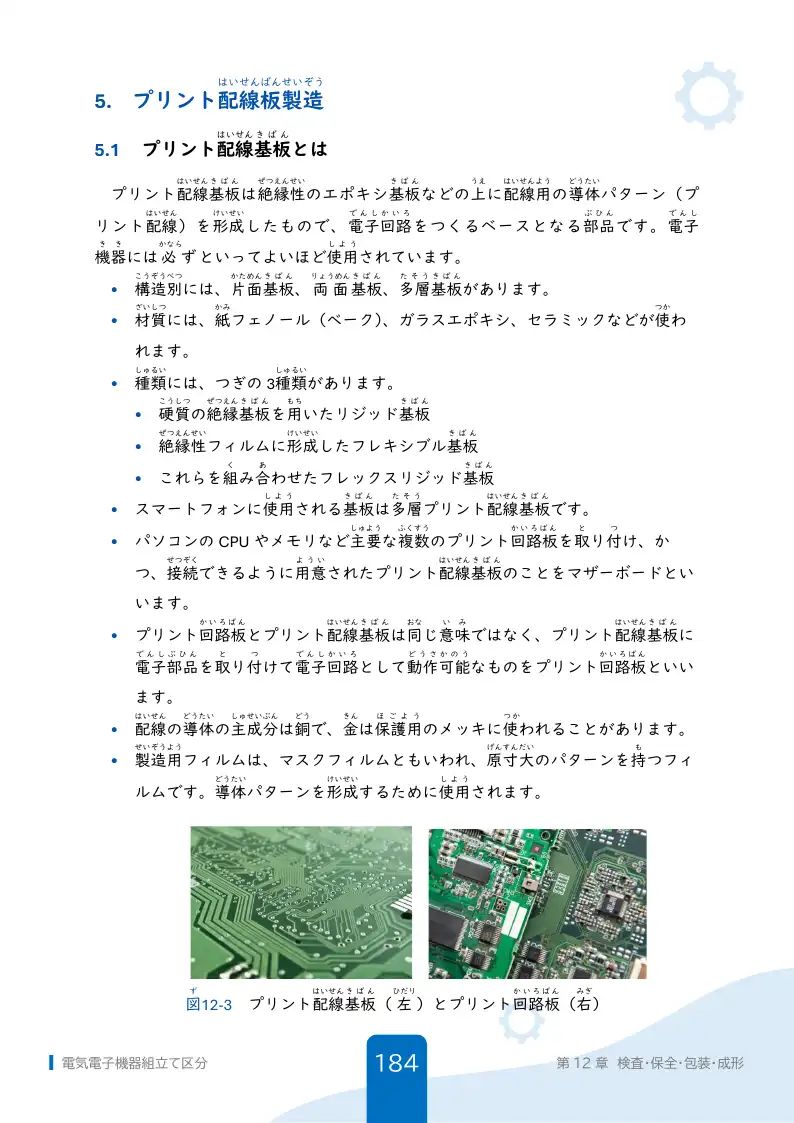 はいせんばんせいぞう
5. プリント配線板製造
はいせんきばん
5.1 プリント配線基板とは
はいせんきばん ぜつえんせい きばん うえ はいせんよう どうたい
プリント配線基板は絶縁性のエポキシ基板などの上に配線用の導体パターン（プ
はいせん けいせい でんしかいろ ぶひん でんし
リント配線）を形成したもので、電子回路をつくるベースとなる部品です。電子
きき かなら しよう
機器には必ずといってよいほど使用されています。
こうぞうべつ かためんきばん りょうめんきばん たそうきばん
• 構造別には、片面基板、両面基板、多層基板があります。
ざいしつ かみ つか
• 材質には、紙フェノール（ベーク）、ガラスエポキシ、セラミックなどが使わ
れます。
しゅるい しゅるい
• 種類には、つぎの 3種類があります。
こうしつ ぜつえんきばん もち きばん
• 硬質の絶縁基板を用いたリジッド基板
ぜつえんせい けいせい きばん
• 絶縁性フィルムに形成したフレキシブル基板
く あ きばん
• これらを組み合わせたフレックスリジッド基板
しよう きばん たそう はいせんきばん
• スマートフォンに使用される基板は多層プリント配線基板です。
しゅよう ふくすう かいろばん と つ
• パソコンの CPU やメモリなど主要な複数のプリント回路板を取り付け、か
せつぞく ようい はいせんきばん
つ、接続できるように用意されたプリント配線基板のことをマザーボードとい
います。
かいろばん はいせんきばん おな いみ はいせんきばん
• プリント回路板とプリント配線基板は同じ意味ではなく、プリント配線基板に
でんしぶひん と つ でんしかいろ どうさかのう かいろばん
電子部品を取り付けて電子回路として動作可能なものをプリント回路板といい
ます。
はいせん どうたい しゅせいぶん どう きん ほごよう つか
• 配線の導体の主成分は銅で、金は保護用のメッキに使われることがあります。
せいぞうよう げんすんだい も
• 製造用フィルムは、マスクフィルムともいわれ、原寸大のパターンを持つフィ
どうたい けいせい しよう
ルムです。導体パターンを形成するために使用されます。
ず はいせんきばん ひだり かいろばん みぎ
図12-3 プリント配線基板（左）とプリント回路板（右）
電気電子機器組立て区分
184
第 12 章 検査･保全･包装･成形